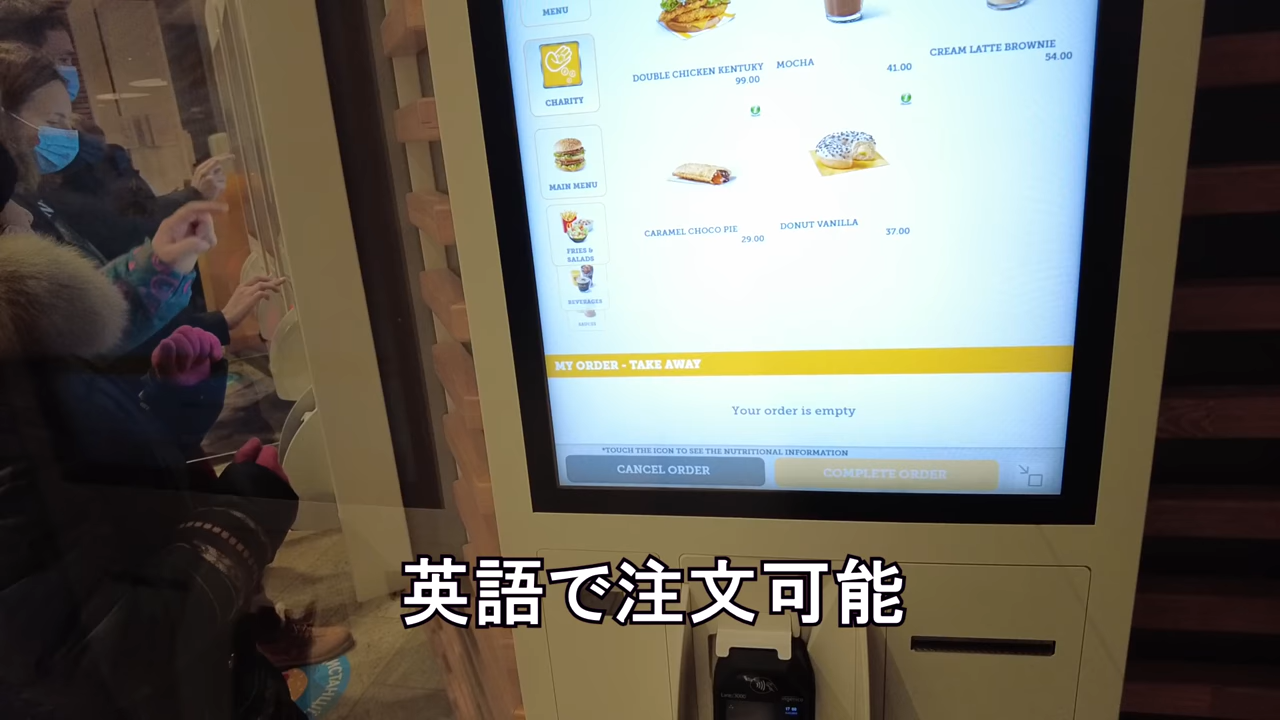 MENU
CHARITY
MAIN MENU
FRIES &
SALADS
BEVERAGES
DOUBLE CHICKEN KENTUKY
99.00
MOCHA
41.00
CREAM LATTE BROWNIE
54.00
CARAMEL CHOCO PIE
29.00
DONUT VANILLA
37.00
MY ORDER - TAKE AWAY
Your order is empty
*TOUCH THE ICON TO SEE THE NUTRITIONAL INFORMATION
CANCEL ORDER
COMPLETE ORDER
英語で注文可能